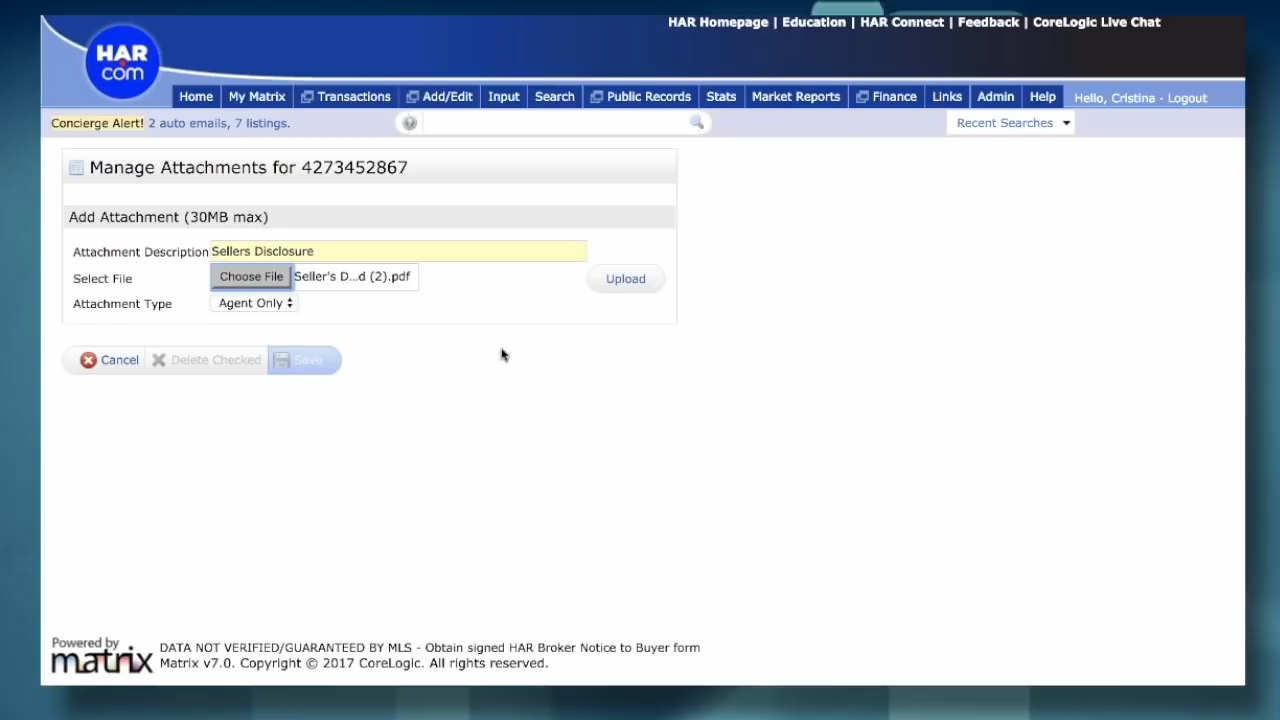 HAR Homepage | Education | HAR Connect | Feedback | CoreLogic Live Chat
HAR
com
Home My Matrix Transactions Add/Edit Input Search Public Records Stats Market Reports Finance Links Admin Help Hello, Cristina · Logout
Concierge Alert! 2 auto emails, 7 listings. Recent Searches
Manage Attachments for 4273452867
Add Attachment (30MB max)
Attachment Description Sellers Disclosure
Select File Choose File Seller's D...d (2).pdf Upload
Attachment Type Agent Only
Cancel Delete Checked Save
Powered by
matrix
DATA NOT VERIFIED/GUARANTEED BY MLS - Obtain signed HAR Broker Notice to Buyer form
Matrix v7.0. Copyright © 2017 CoreLogic. All rights reserved.